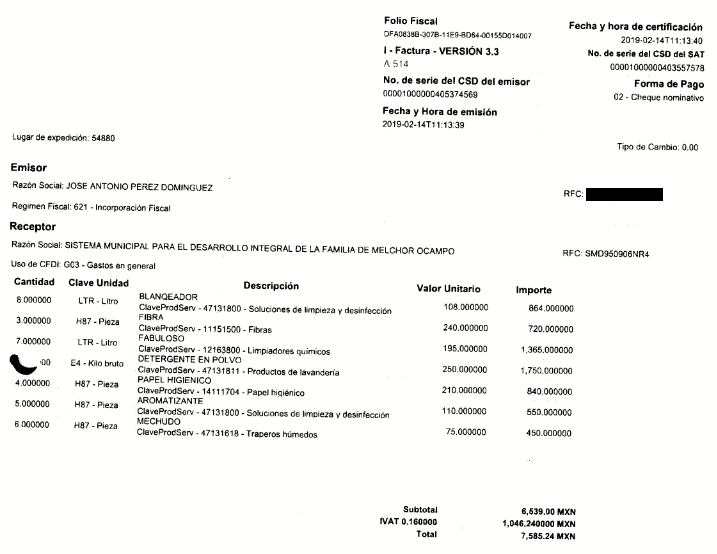 Folio Fiscal
DFA0838B-307B-11E9-BD64-00155D014007
I - Factura - VERSIÓN 3.3
A 514
No. de serie del CSD del emisor
00001000000405374569
Fecha y Hora de emisión
2019-02-14T11:13:39
Fecha y hora de certificación
2019-02-14T11:13:40
No. de serie del CSD del SAT
00001000000403557578
Forma de Pago
02 - Cheque nominativo
Lugar de expedición: 54880
Tipo de Cambio: 0.00
Emisor
Razón Social: JOSE ANTONIO PEREZ DOMINGUEZ
RFC:
Regimen Fiscal: 621 - Incorporación Fiscal
Receptor
Razón Social: SISTEMA MUNICIPAL PARA EL DESARROLLO INTEGRAL DE LA FAMILIA DE MELCHOR OCAMPO
RFC: SMD950906NR4
Uso de CFDI: G03 - Gastos en general
Cantidad Clave Unidad Descripción Valor Unitario Importe
BLANQEADOR
8.000000 LTR - Litro ClaveProdServ - 47131800 - Soluciones de limpieza y desinfección 108.000000 864.000000
FIBRA
3.000000 H87 - Pieza ClaveProdServ - 11151500 - Fibras 240.000000 720.000000
FABULOSO
7.000000 LTR - Litro ClaveProdServ - 12163800 - Limpiadores químicos 195.000000 1,365.000000
DETERGENTE EN POLVO
00 E4 - Kilo bruto ClaveProdServ - 47131811 - Productos de lavandería 250.000000 1,750.000000
PAPEL HIGIENICO
4.000000 H87 - Pieza ClaveProdServ - 14111704 - Papel higiénico 210.000000 840.000000
AROMATIZANTE
5.000000 H87 - Pieza ClaveProdServ - 47131800 - Soluciones de limpieza y desinfección 110.000000 550.000000
MECHUDO
6.000000 H87 - Pieza ClaveProdServ - 47131618 - Traperos húmedos 75.000000 450.000000
Subtotal 6,539.00 MXN
IVAT 0.160000 1,046.240000 MXN
Total 7,585.24 MXN